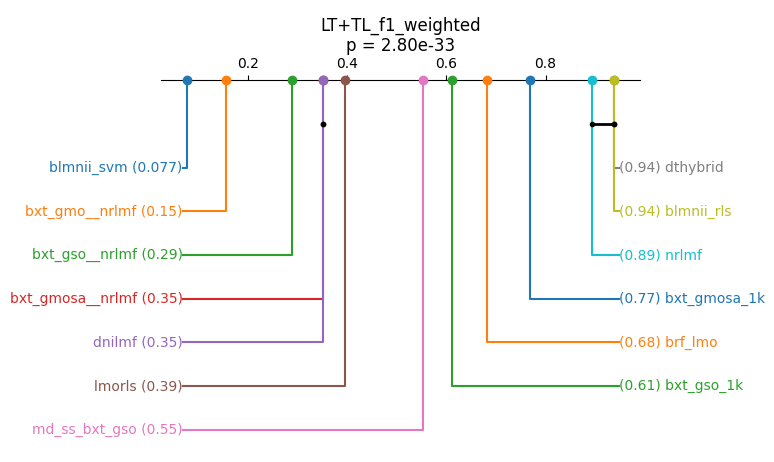 LT+TL_f1_weighted
p = 2.80e-33
0.2 0.4 0.6 0.8
blmnii_svm (0.077)
bxt_gmo__nrlmf (0.15)
bxt_gso__nrlmf (0.29)
bxt_gmosa__nrlmf (0.35)
dnilmf (0.35)
lmorls (0.39)
md_ss_bxt_gso (0.55)
(0.94) dthybrid
(0.94) blmnii_rls
(0.89) nrlmf
(0.77) bxt_gmosa_1k
(0.68) brf_lmo
(0.61) bxt_gso_1k